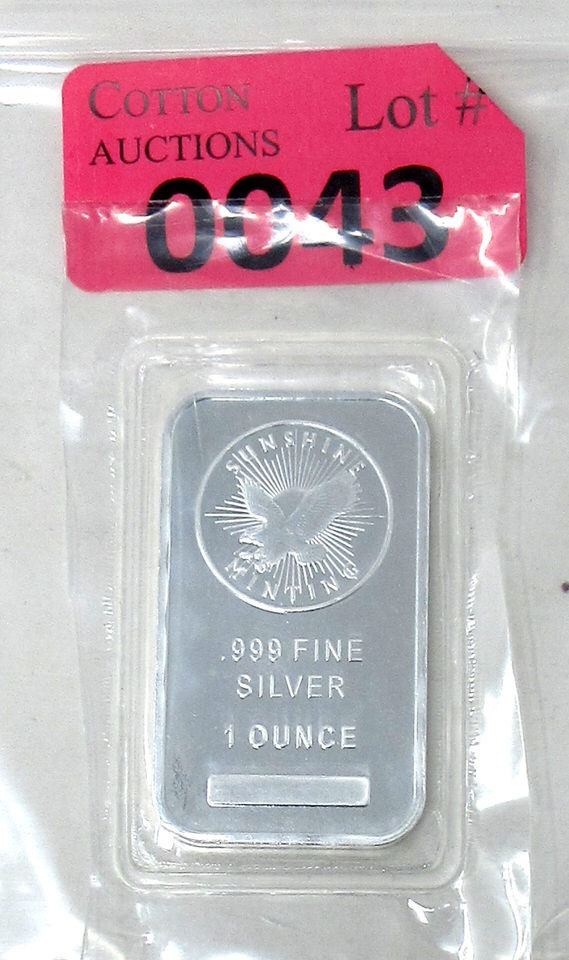 COTTON
AUCTIONS
Lot #
0043
SUNSHINE
MINTING
.999 FINE
SILVER
1 OUNCE